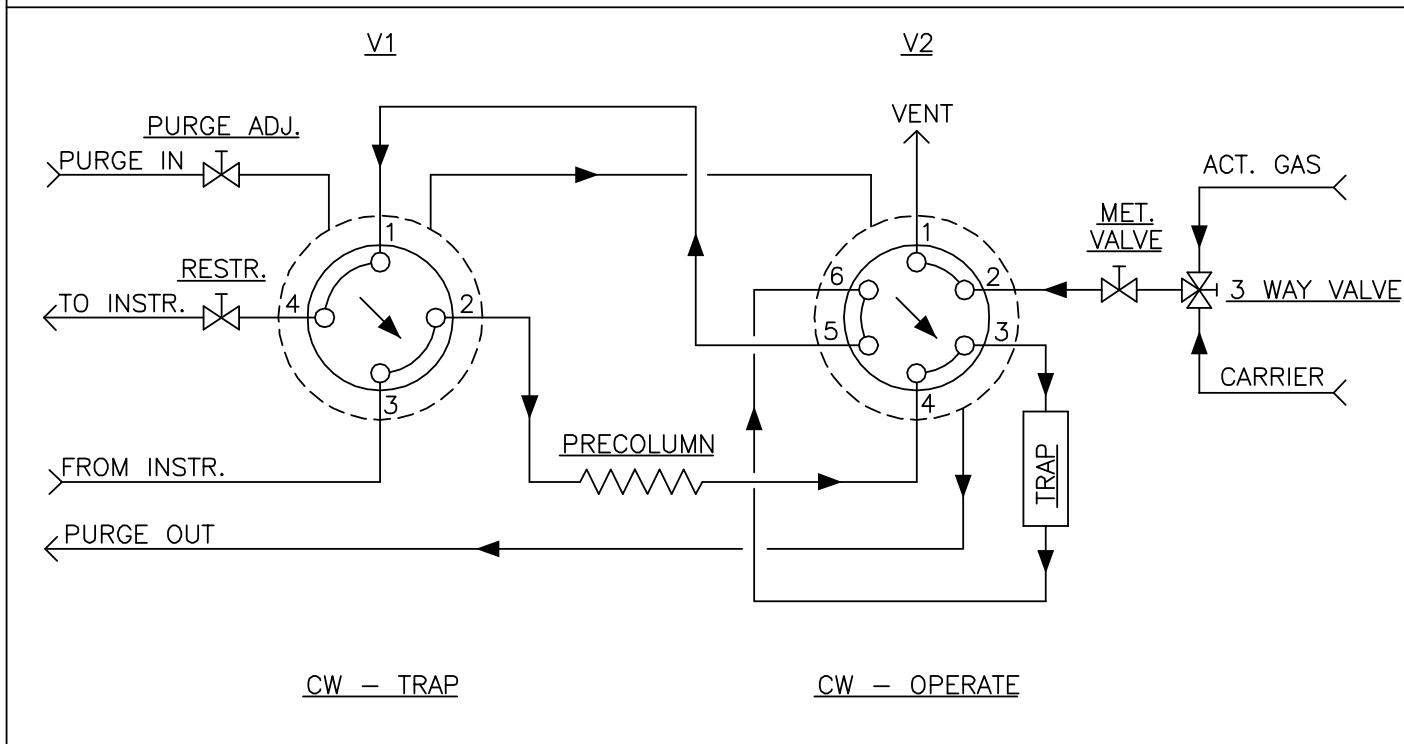 V1
V2
PURGE ADJ.
VENT
PURGE IN
ACT. GAS
MET.
VALVE
1
1
RESTR.
6
2
TO INSTR.
4
2
3 WAY VALVE
5
3
3
4
CARRIER
PRECOLUMN
FROM INSTR.
TRAP
PURGE OUT
CW - TRAP
CW - OPERATE